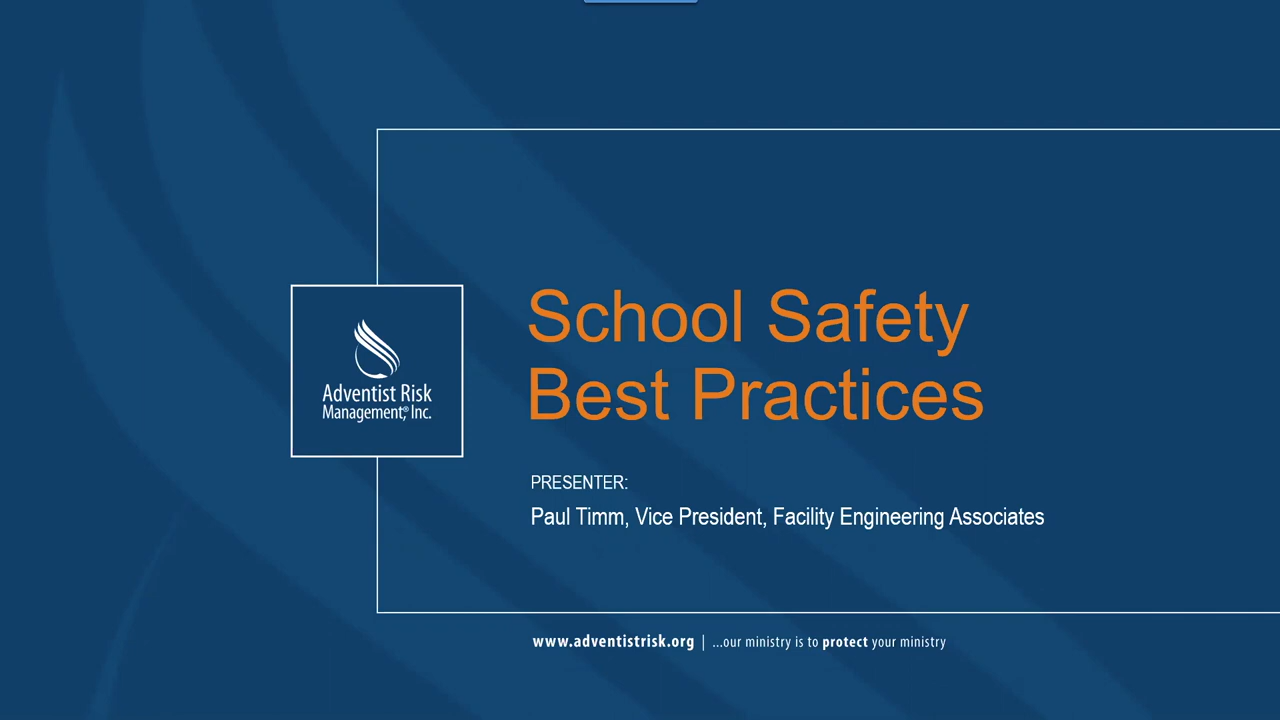 School Safety
Best Practices
Adventist Risk
Management,® Inc.
PRESENTER:
Paul Timm, Vice President, Facility Engineering Associates
www.adventistrisk.org | ...our ministry is to protect your ministry